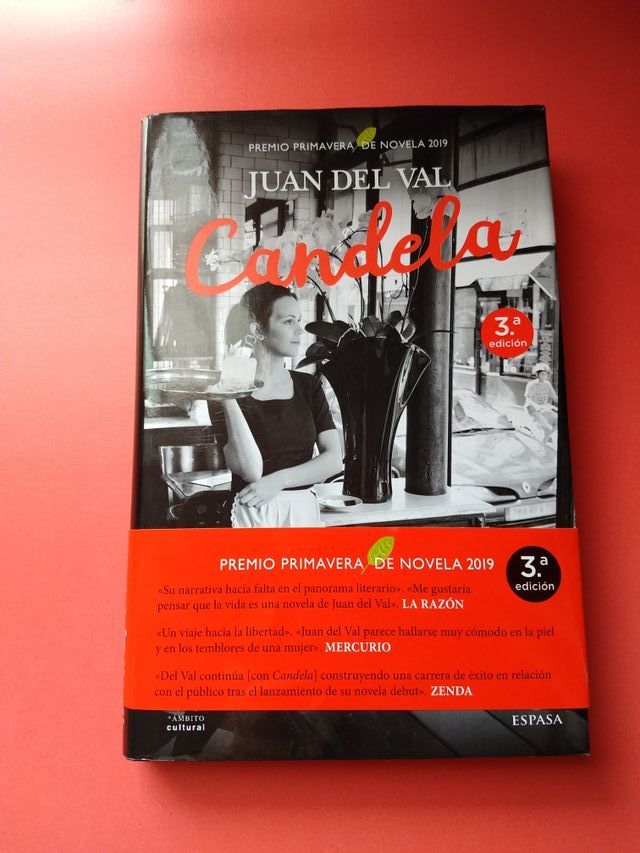 PREMIO PRIMAVERA DE NOVELA 2019
JUAN DEL VAL
Candela
3.ª
edición
PREMIO PRIMAVERA DE NOVELA 2019
3.ª
edición
«Su narrativa hacía falta en el panorama literario». «Me gustaría
pensar que la vida es una novela de Juan del Val». LA RAZÓN
«Un viaje hacia la libertad». «Juan del Val parece hallarse muy cómodo en la piel
y en los temblores de una mujer». MERCURIO
«Del Val continúa [con Candela] construyendo una carrera de éxito en relación
con el público tras el lanzamiento de su novela debut». ZENDA
*ÁMBITO
cultural
ESPASA